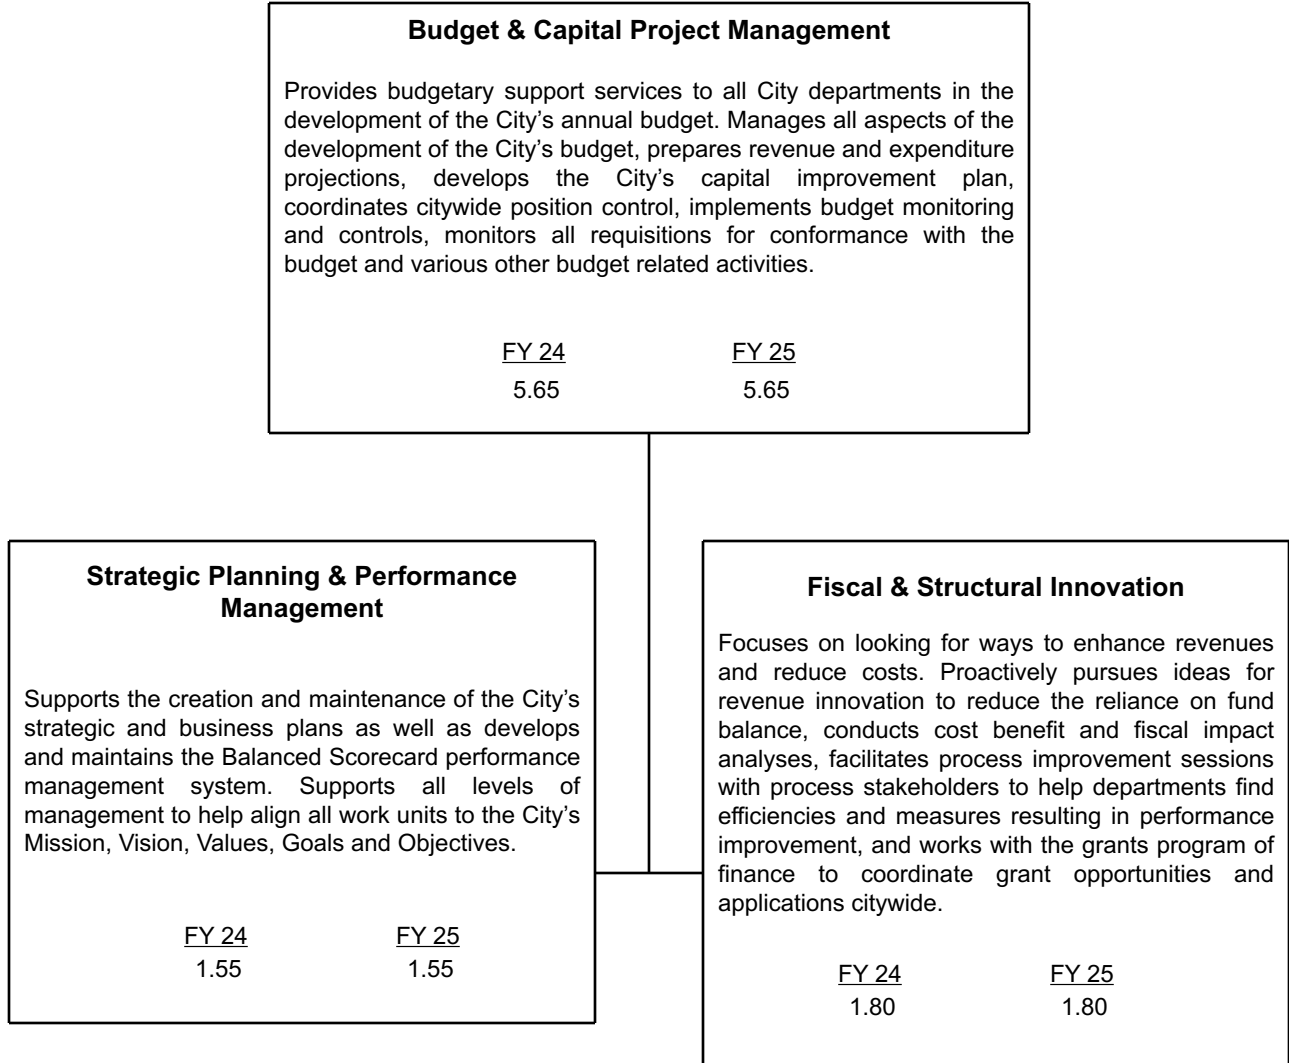 Budget & Capital Project Management
Provides budgetary support services to all City departments in the
development of the City’s annual budget. Manages all aspects of the
development of the City’s budget, prepares revenue and expenditure
projections, develops the City’s capital improvement plan,
coordinates citywide position control, implements budget monitoring
and controls, monitors all requisitions for conformance with the
budget and various other budget related activities.
FY 24 FY 25
5.65 5.65
Strategic Planning & Performance
Management
Supports the creation and maintenance of the City’s
strategic and business plans as well as develops
and maintains the Balanced Scorecard performance
management system. Supports all levels of
management to help align all work units to the City’s
Mission, Vision, Values, Goals and Objectives.
FY 24 FY 25
1.55 1.55
Fiscal & Structural Innovation
Focuses on looking for ways to enhance revenues
and reduce costs. Proactively pursues ideas for
revenue innovation to reduce the reliance on fund
balance, conducts cost benefit and fiscal impact
analyses, facilitates process improvement sessions
with process stakeholders to help departments find
efficiencies and measures resulting in performance
improvement, and works with the grants program of
finance to coordinate grant opportunities and
applications citywide.
FY 24 FY 25
1.80 1.80